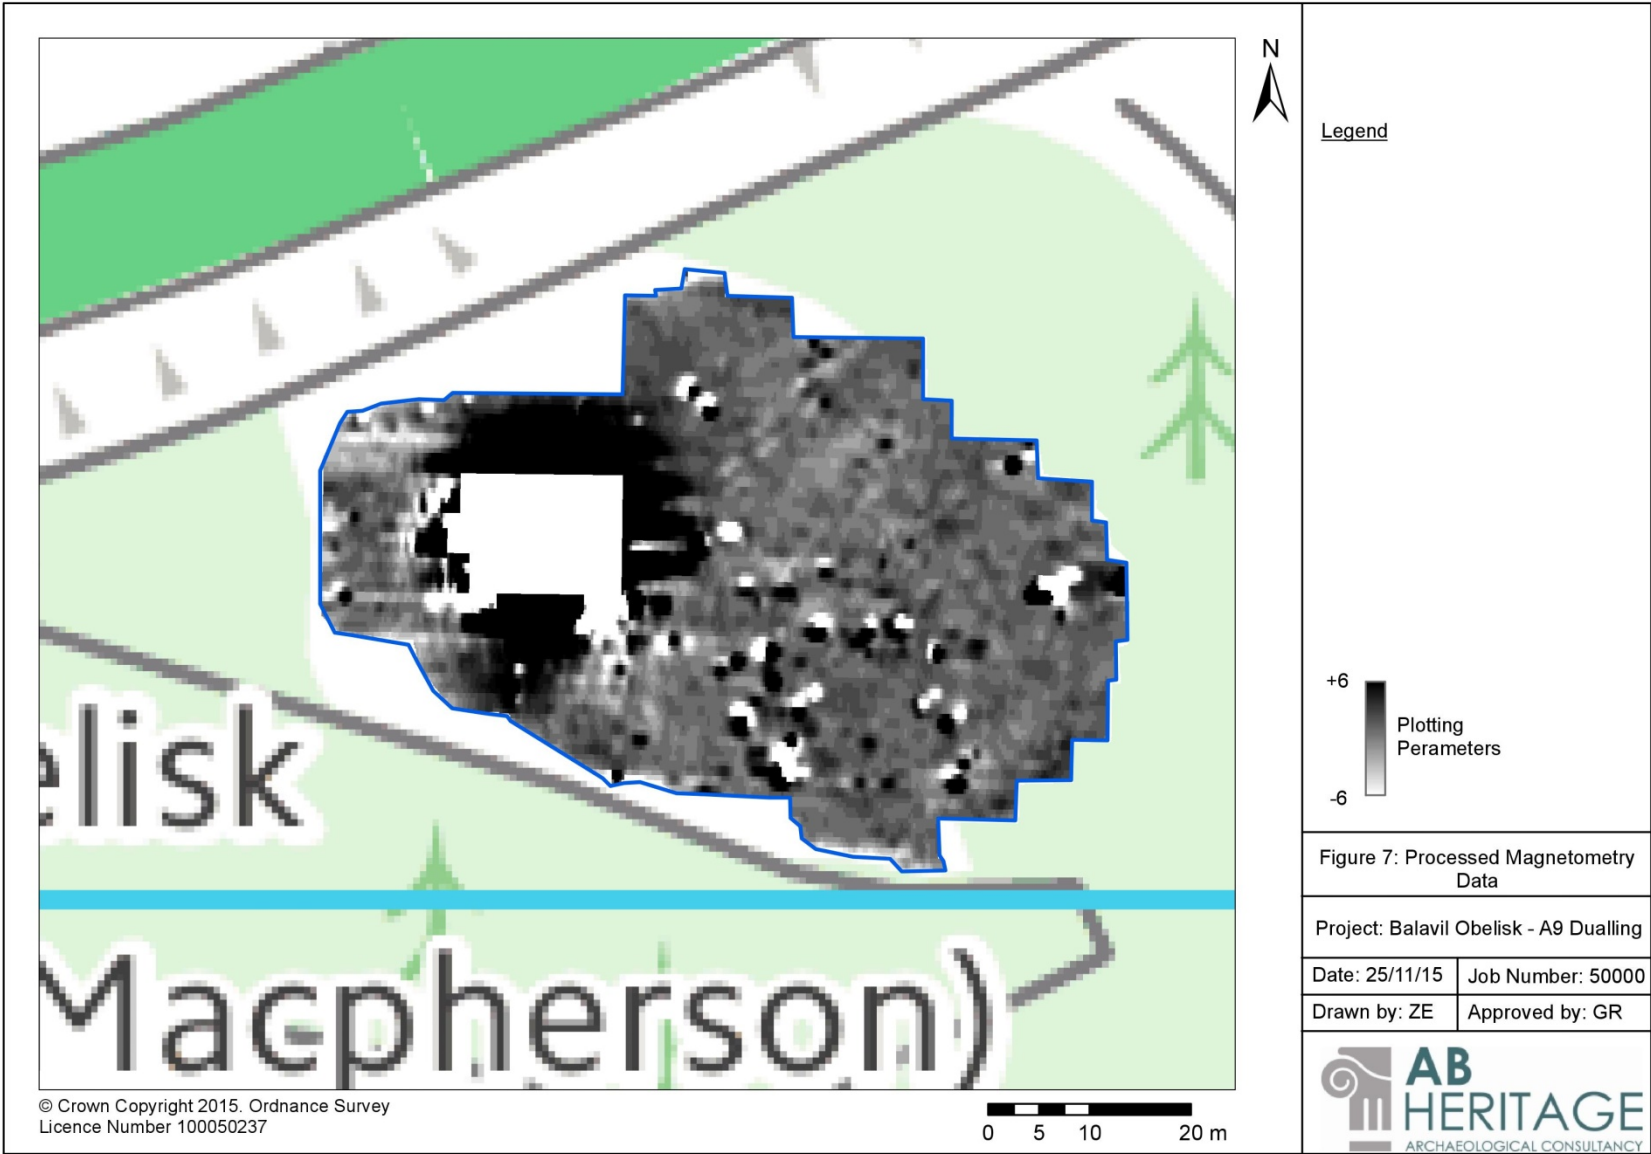 N
Legend
elisk
Macpherson)
+6
-6
Plotting
Perameters
Figure 7: Processed Magnetometry
Data
Project: Balavil Obelisk - A9 Dualling
Date: 25/11/15
Job Number: 50000
Drawn by: ZE
Approved by: GR
AB
HERITAGE
ARCHAEOLOGICAL CONSULTANCY
© Crown Copyright 2015. Ordnance Survey
Licence Number 100050237
0 5 10 20 m